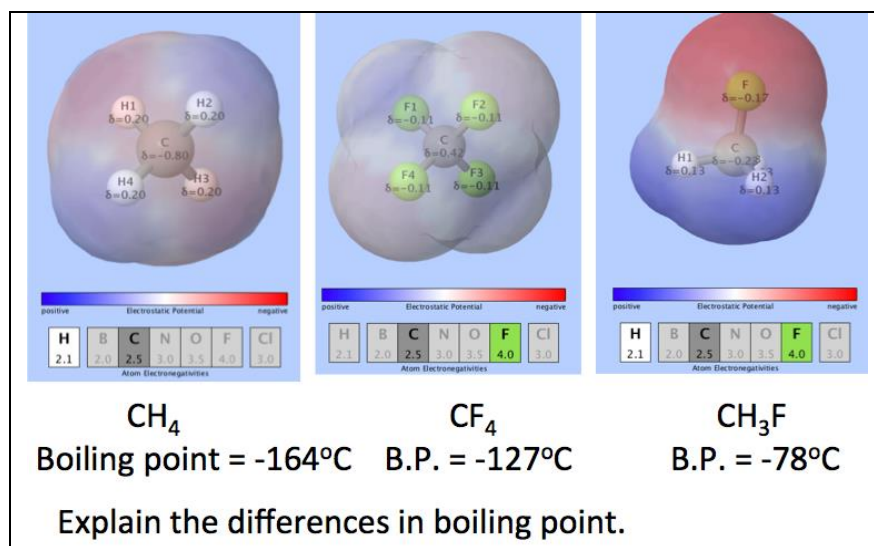 H1
δ=0.20
H2
δ=0.20
C
δ=-0.80
H4
δ=0.20
H3
δ=0.20
positive Electrostatic Potential negative
H B C N O F Cl
2.1 2.0 2.5 3.0 3.5 4.0 3.0
Atom Electronegativities
F1
δ=-0.11
F2
δ=-0.11
C
δ=0.42
F4
δ=-0.11
F3
δ=-0.11
positive Electrostatic Potential negative
H B C N O F Cl
2.1 2.0 2.5 3.0 3.5 4.0 3.0
Atom Electronegativities
F
δ=-0.17
C
H1
δ=0.13
H2
δ=0.13
positive Electrostatic Potential negative
H B C N O F Cl
2.1 2.0 2.5 3.0 3.5 4.0 3.0
Atom Electronegativities
CH₄ CF₄ CH₃F
Boiling point = -164°C B.P. = -127°C B.P. = -78°C
Explain the differences in boiling point.